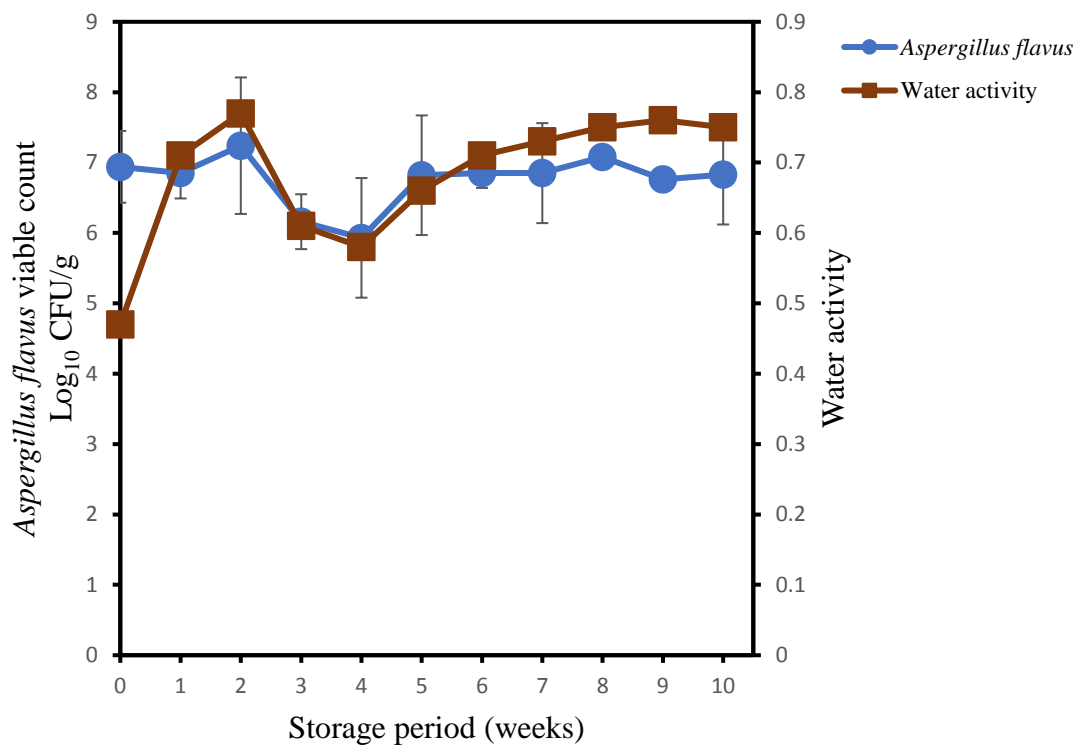 9
8
7
6
5
4
3
2
1
0
Aspergillus flavus viable count
Log₁₀ CFU/g
0.9
0.8
0.7
0.6
0.5
0.4
0.3
0.2
0.1
0
Water activity
0 1 2 3 4 5 6 7 8 9 10
Storage period (weeks)
Aspergillus flavus
Water activity